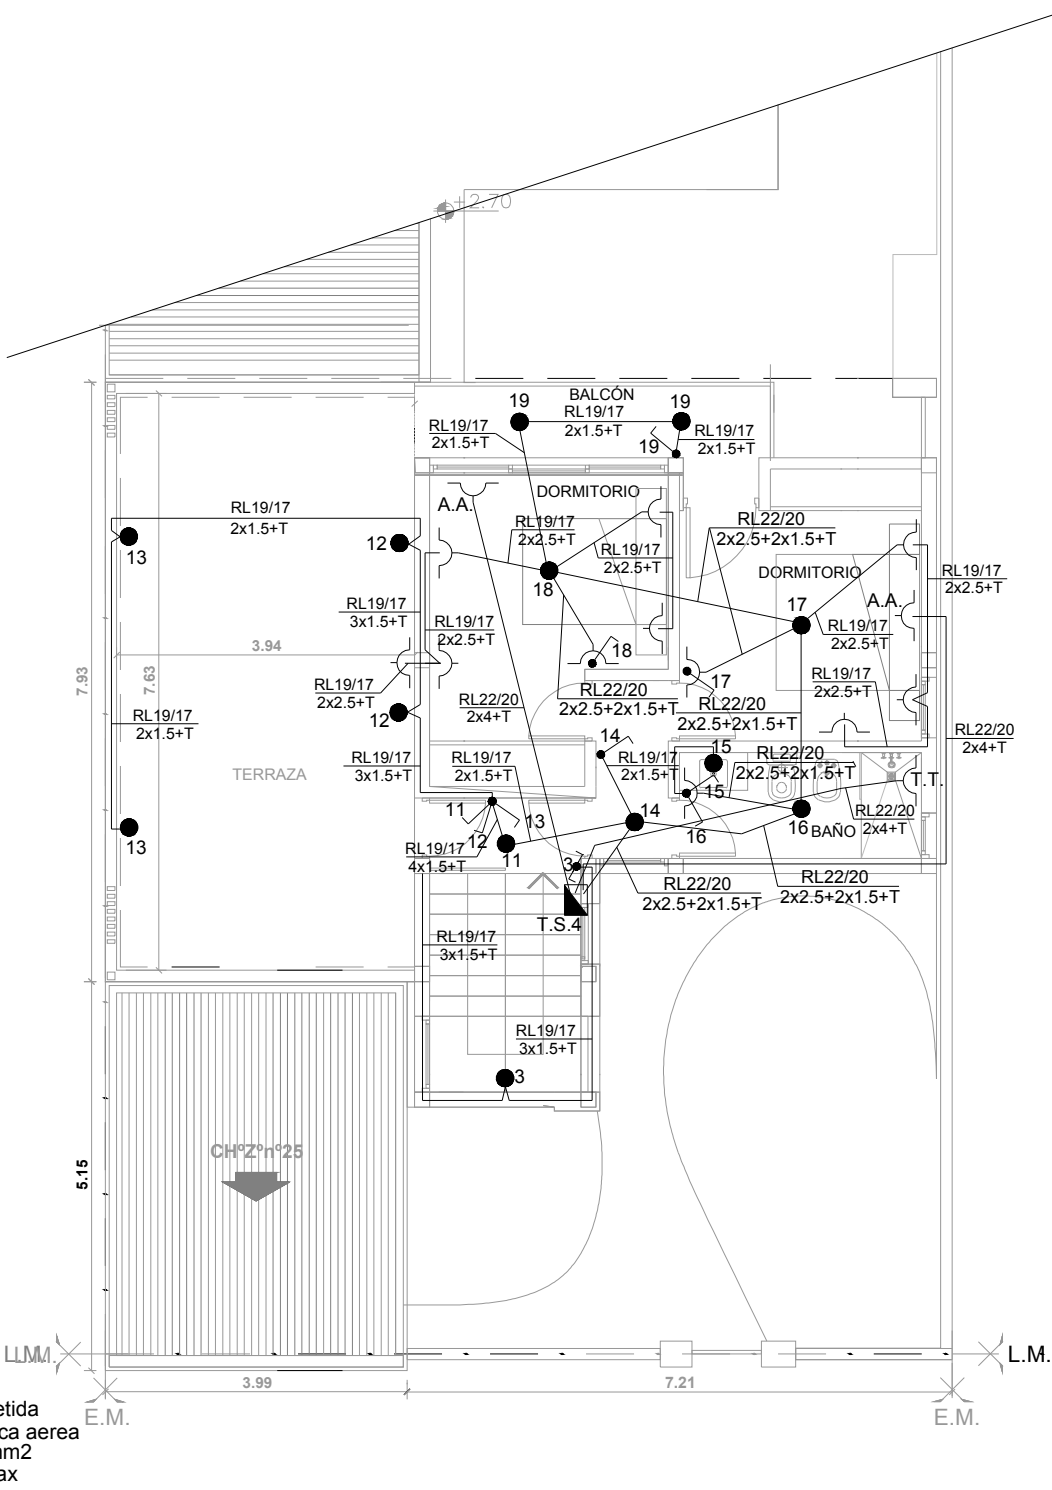 +2.70
BALCÓN
19
19
RL19/17
2x1.5+T
RL19/17
2x1.5+T
RL19/17
2x1.5+T
19
DORMITORIO
A.A.
RL19/17
2x1.5+T
RL19/17
2x2.5+T
RL22/20
2x2.5+2x1.5+T
13
12
RL19/17
2x2.5+T
DORMITORIO
RL19/17
2x2.5+T
18
A.A.
17
RL19/17
3x1.5+T
RL19/17
2x2.5+T
RL19/17
2x2.5+T
3.94
18
7.93
7.63
RL19/17
2x2.5+T
17
RL19/17
2x2.5+T
RL22/20
2x4+T
RL22/20
2x2.5+2x1.5+T
RL22/20
2x2.5+2x1.5+T
RL19/17
2x1.5+T
12
RL22/20
2x4+T
14
15
RL22/20
2x2.5+2x1.5+T
TERRAZA
RL19/17
3x1.5+T
RL19/17
2x1.5+T
RL19/17
2x1.5+T
T.T.
15
11
13
14
16
16
BAÑO
RL22/20
2x4+T
13
12
11
RL19/17
4x1.5+T
3
RL22/20
2x2.5+2x1.5+T
RL22/20
2x2.5+2x1.5+T
T.S.4
RL19/17
3x1.5+T
RL19/17
3x1.5+T
3
CHºZºnº25
5.15
L.M.
L.M.
L.M.
3.99
7.21
E.M.
E.M.
etida
ca aerea
nm2
ax